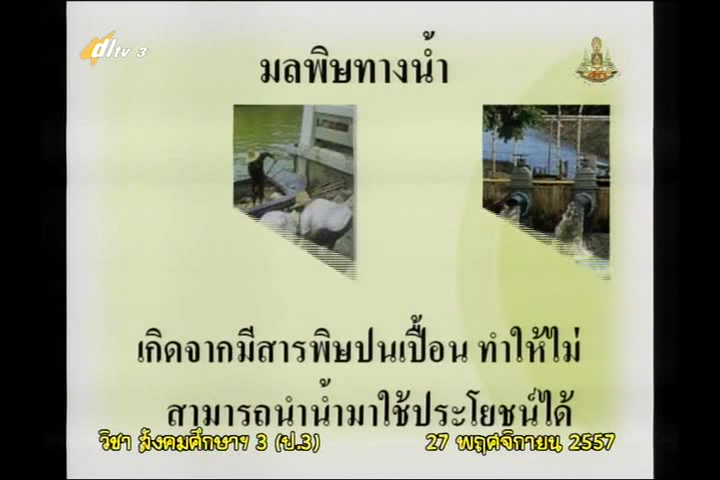 dltv 3
มลพิษทางน้ำ
เกิดจากมีสารพิษปนเปื้อน ทำให้ไม่
สามารถนำน้ำมาใช้ประโยชน์ได้
วิชา สังคมศึกษาฯ 3 (ป.3)
27 พฤศจิกายน 2557